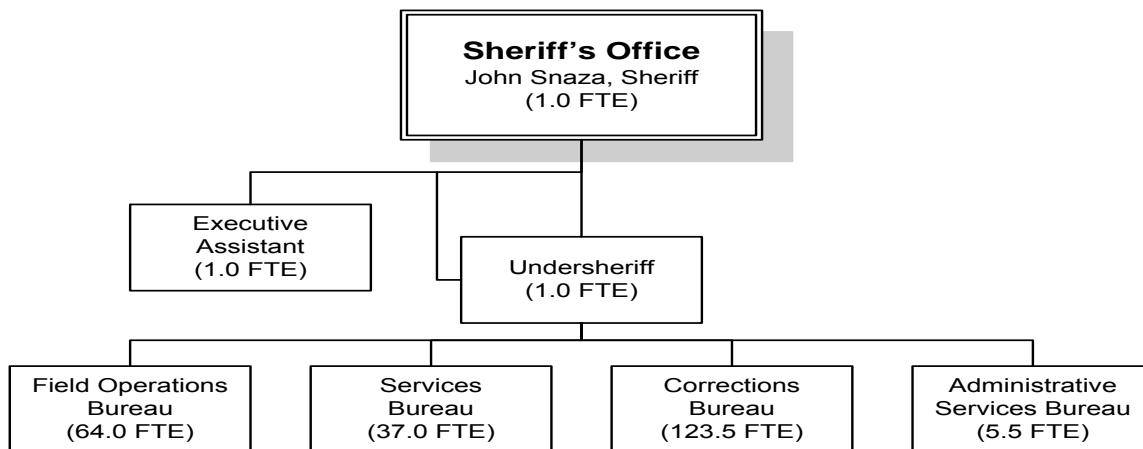 Sheriff's Office
John Snaza, Sheriff
(1.0 FTE)
Executive
Assistant
(1.0 FTE)
Undersheriff
(1.0 FTE)
Field Operations
Bureau
(64.0 FTE)
Services
Bureau
(37.0 FTE)
Corrections
Bureau
(123.5 FTE)
Administrative
Services Bureau
(5.5 FTE)